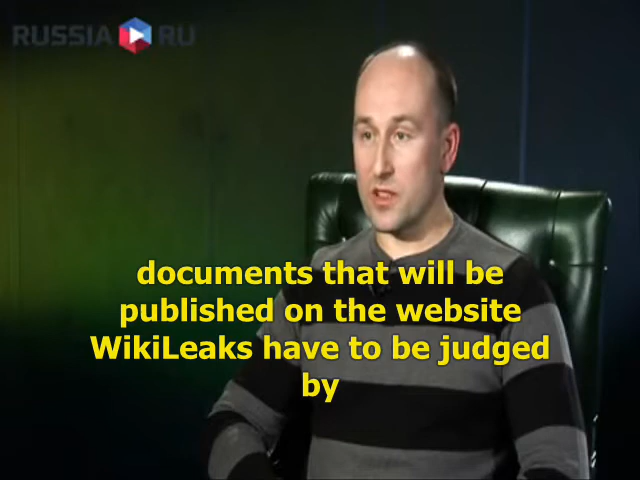 RUSSIA RU
documents that will be
published on the website
WikiLeaks have to be judged
by